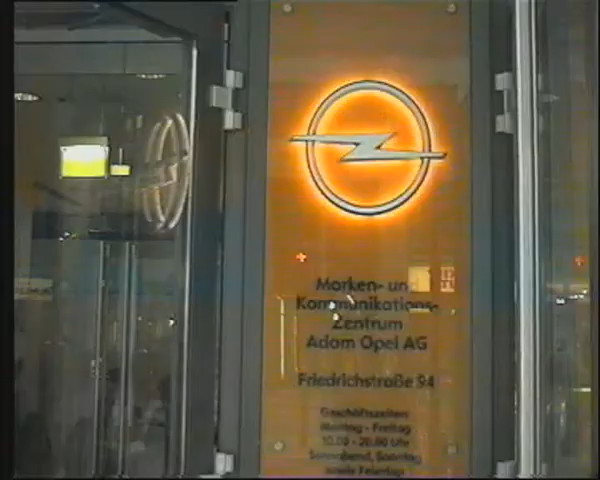 Marken- und
Kommunikations-
Zentrum
Adam Opel AG
Friedrichstraße 94
Geschäftszeiten
Montag - Freitag
10.00 - 20.00 Uhr
Sonnabend, Sonntag
sowie Feiertag